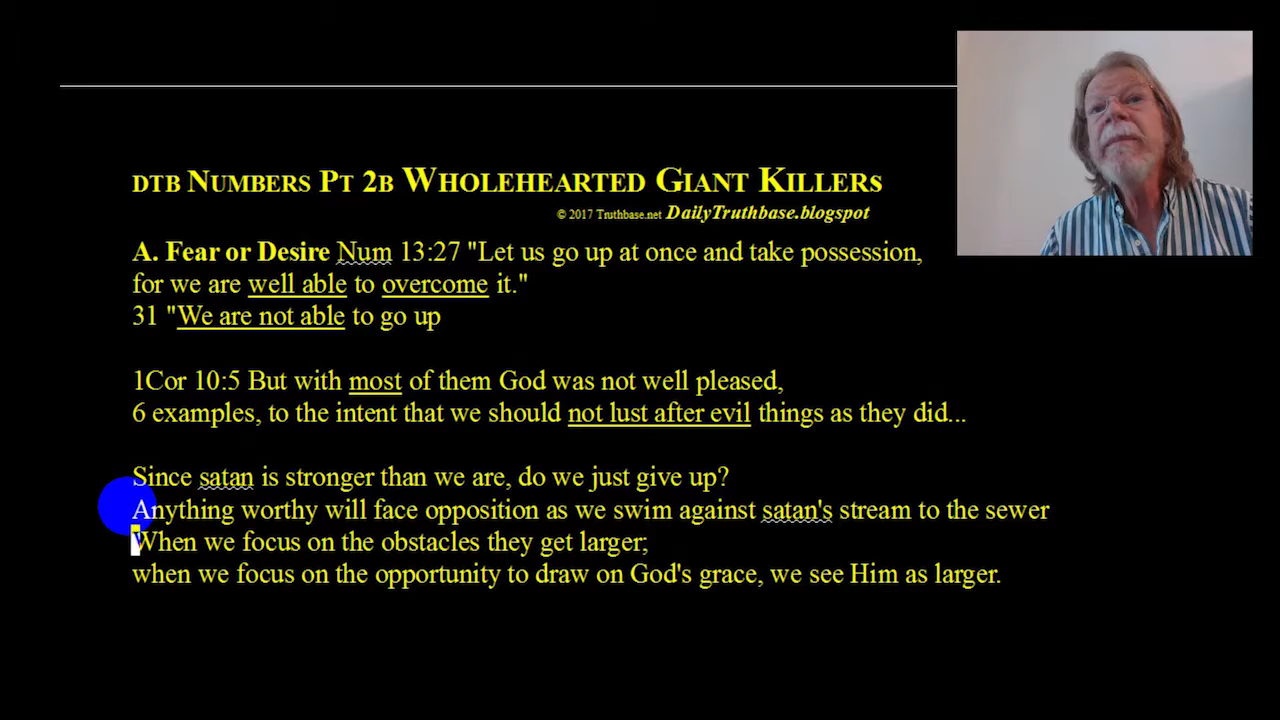 DTB NUMBERS PT 2B WHOLEHEARTED GIANT KILLERS
© 2017 Truthbase.net DailyTruthbase.blogspot
A. Fear or Desire Num 13:27 "Let us go up at once and take possession,
for we are well able to overcome it."
31 "We are not able to go up
1Cor 10:5 But with most of them God was not well pleased,
6 examples, to the intent that we should not lust after evil things as they did...
Since satan is stronger than we are, do we just give up?
Anything worthy will face opposition as we swim against satan's stream to the sewer
When we focus on the obstacles they get larger;
when we focus on the opportunity to draw on God's grace, we see Him as larger.